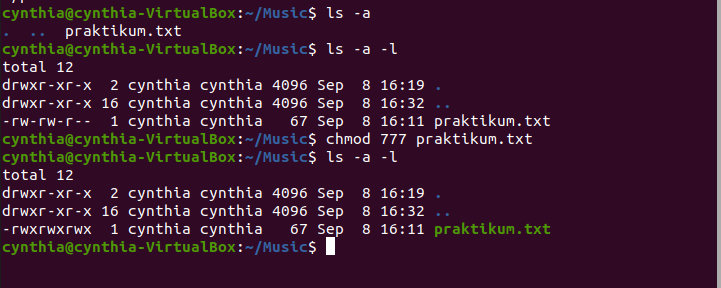 cynthia@cynthia-VirtualBox:~/Music$ ls -a
.  ..  praktikum.txt
cynthia@cynthia-VirtualBox:~/Music$ ls -a -l
total 12
drwxr-xr-x  2 cynthia cynthia 4096 Sep  8 16:19 .
drwxr-xr-x 16 cynthia cynthia 4096 Sep  8 16:32 ..
-rw-rw-r--  1 cynthia cynthia   67 Sep  8 16:11 praktikum.txt
cynthia@cynthia-VirtualBox:~/Music$ chmod 777 praktikum.txt
cynthia@cynthia-VirtualBox:~/Music$ ls -a -l
total 12
drwxr-xr-x  2 cynthia cynthia 4096 Sep  8 16:19 .
drwxr-xr-x 16 cynthia cynthia 4096 Sep  8 16:32 ..
-rwxrwxrwx  1 cynthia cynthia   67 Sep  8 16:11 praktikum.txt
cynthia@cynthia-VirtualBox:~/Music$